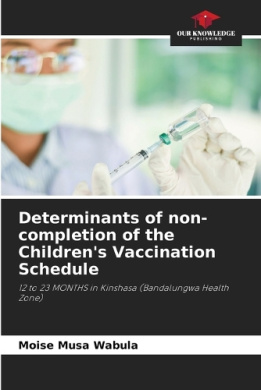 OUR KNOWLEDGE
PUBLISHING
Determinants of non-
completion of the
Children's Vaccination
Schedule
12 to 23 MONTHS in Kinshasa (Bandalungwa Health
Zone)
Moise Musa Wabula